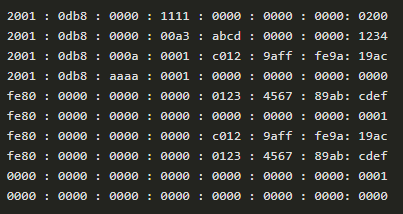 2001 : 0db8 : 0000 : 1111 : 0000 : 0000 : 0000: 0200
2001 : 0db8 : 0000 : 00a3 : abcd : 0000 : 0000: 1234
2001 : 0db8 : 000a : 0001 : c012 : 9aff : fe9a: 19ac
2001 : 0db8 : aaaa : 0001 : 0000 : 0000 : 0000: 0000
fe80 : 0000 : 0000 : 0000 : 0123 : 4567 : 89ab: cdef
fe80 : 0000 : 0000 : 0000 : 0000 : 0000 : 0000: 0001
fe80 : 0000 : 0000 : 0000 : c012 : 9aff : fe9a: 19ac
fe80 : 0000 : 0000 : 0000 : 0123 : 4567 : 89ab: cdef
0000 : 0000 : 0000 : 0000 : 0000 : 0000 : 0000: 0001
0000 : 0000 : 0000 : 0000 : 0000 : 0000 : 0000: 0000